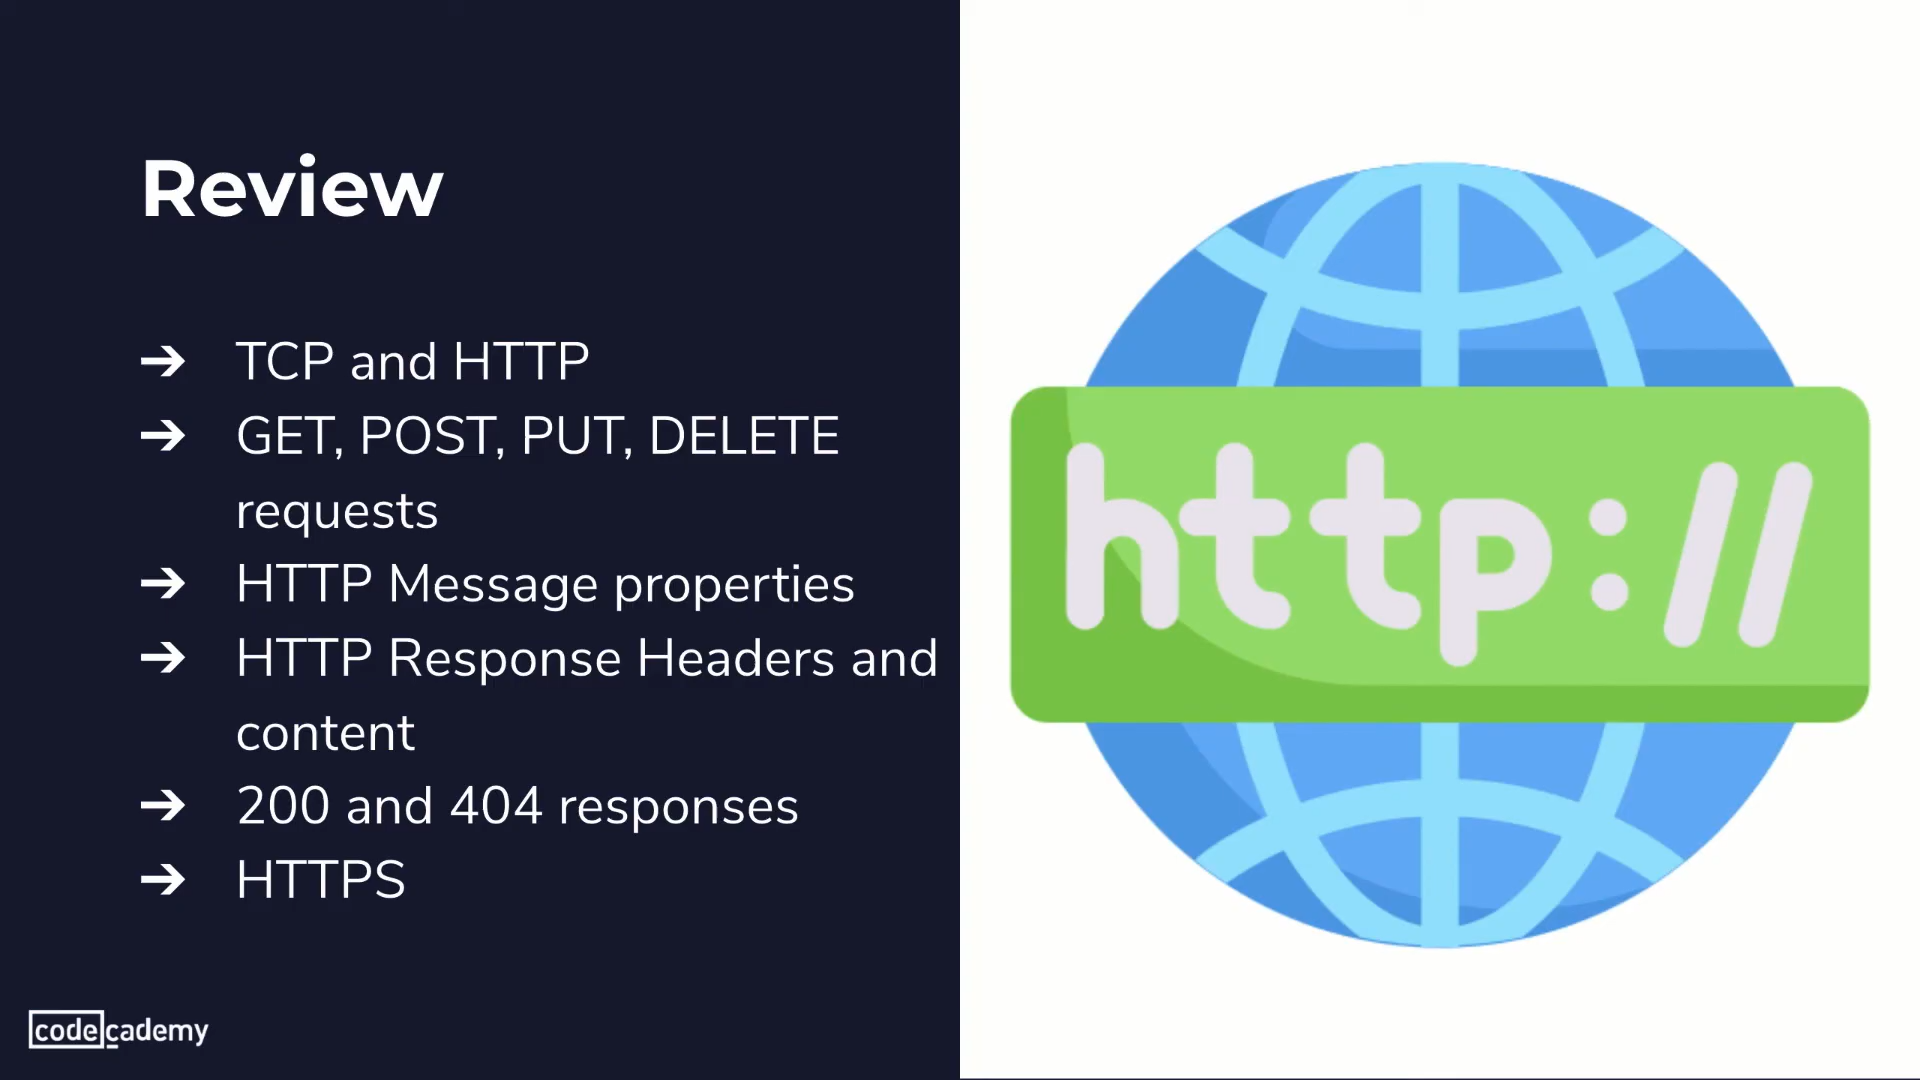 Review
➔ TCP and HTTP
➔ GET, POST, PUT, DELETE
requests
➔ HTTP Message properties
➔ HTTP Response Headers and
content
➔ 200 and 404 responses
➔ HTTPS
http://
codecademy